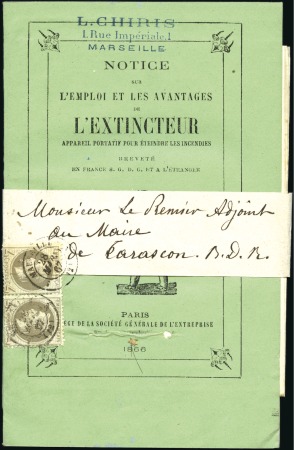 L. CHIRIS
1, Rue Impériale, 1
MARSEILLE
NOTICE
SUR
L'EMPLOI ET LES AVANTAGES
DE
L'EXTINCTEUR
APPAREIL PORTATIF POUR ÉTEINDRE LES INCENDIES
BREVETÉ
EN FRANCE S. G. D. G. ET A L'ÉTRANGER
Monsieur Le Premier Adjoint
au Maire
de Tarascon. B. D. R.
PARIS
GE DE LA SOCIÉTÉ GÉNÉRALE DE L'ENTREPRISE
1866